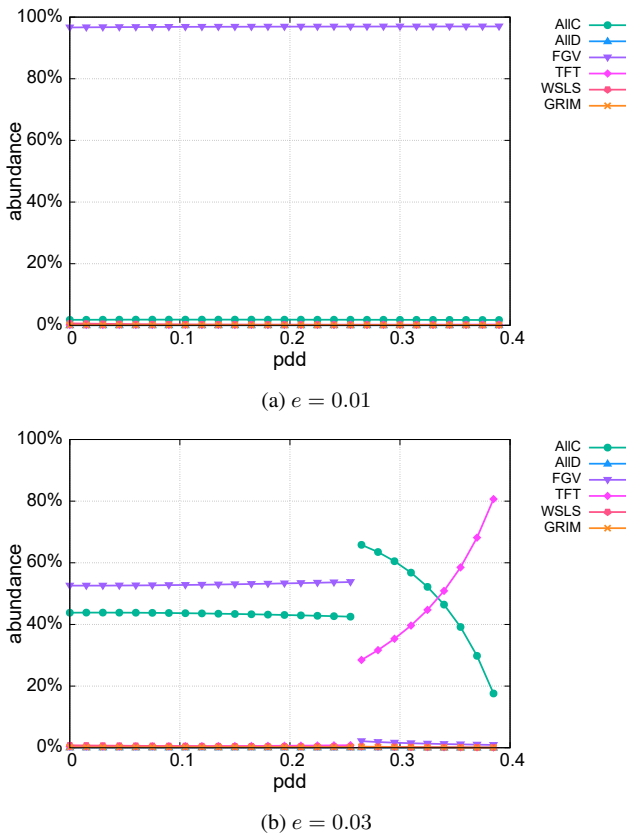 100%
80%
60%
40%
20%
0%
abundance
0 0.1 0.2 0.3 0.4
pdd
AllC
AllD
FGV
TFT
WSLS
GRIM
(a) e = 0.01
100%
80%
60%
40%
20%
0%
abundance
0 0.1 0.2 0.3 0.4
pdd
AllC
AllD
FGV
TFT
WSLS
GRIM
(b) e = 0.03